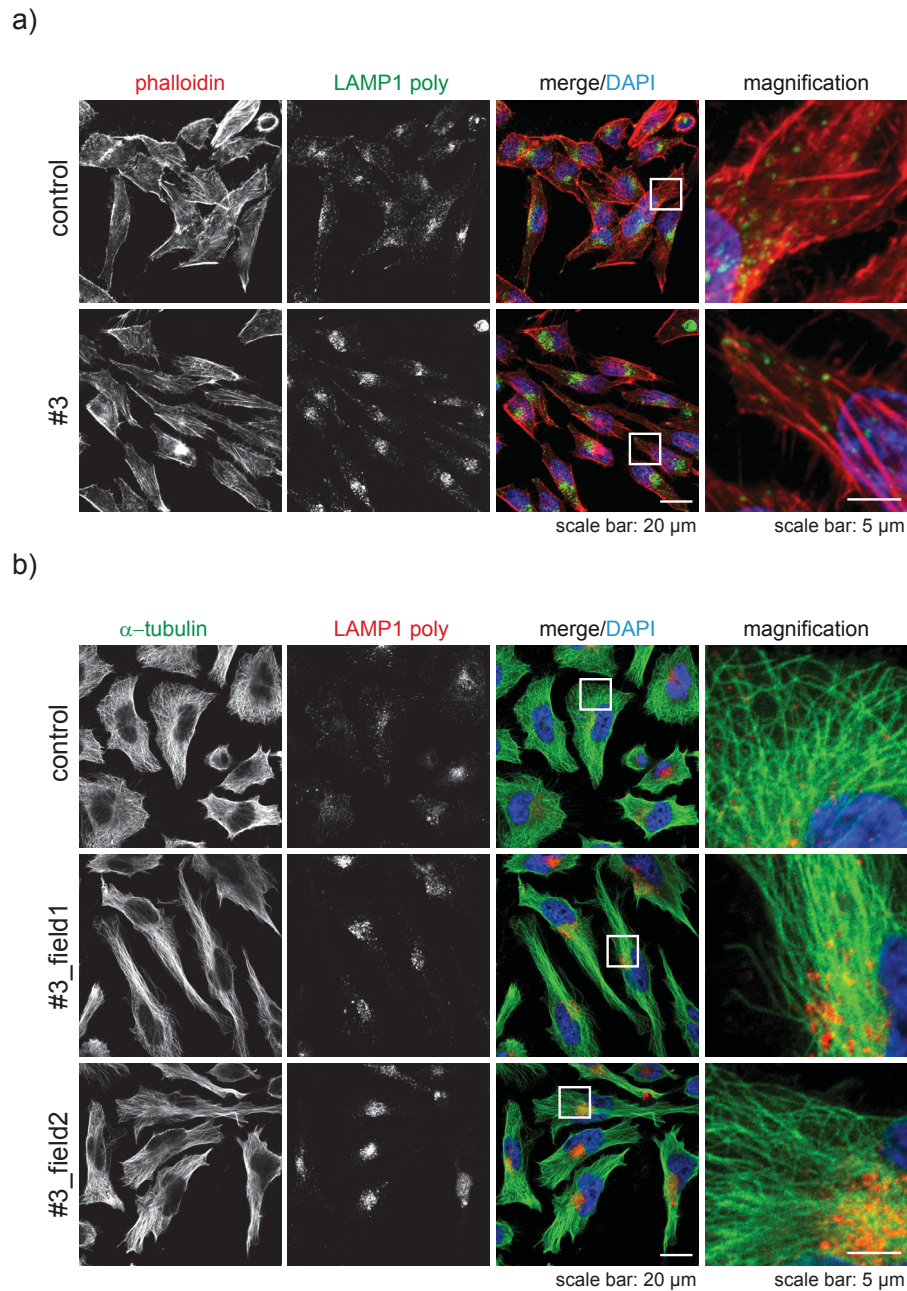 a)
phalloidin LAMP1 poly merge/DAPI magnification
control
#3
scale bar: 20 µm scale bar: 5 µm
b)
α−tubulin LAMP1 poly merge/DAPI magnification
control
#3_field1
#3_field2
scale bar: 20 µm scale bar: 5 µm